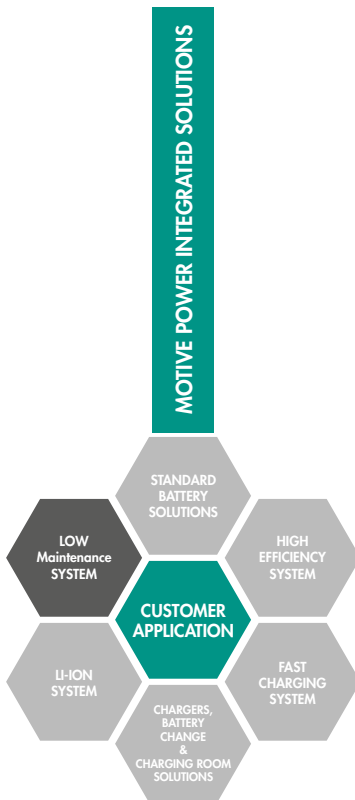 MOTIVE POWER INTEGRATED SOLUTIONS
STANDARD
BATTERY
SOLUTIONS
LOW
Maintenance
SYSTEM
HIGH
EFFICIENCY
SYSTEM
CUSTOMER
APPLICATION
LI-ION
SYSTEM
FAST
CHARGING
SYSTEM
CHARGERS,
BATTERY
CHANGE
&
CHARGING ROOM
SOLUTIONS